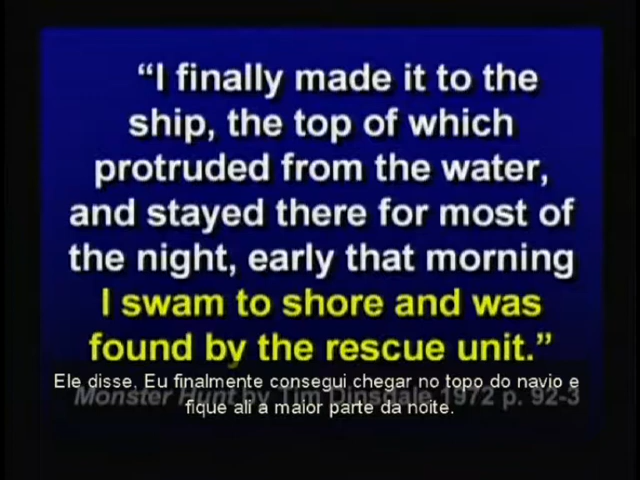 “I finally made it to the
ship, the top of which
protruded from the water,
and stayed there for most of
the night, early that morning
I swam to shore and was
found by the rescue unit.”
Ele disse. Eu finalmente consegui chegar no topo do navio e
Monster Hunt by Tim Dinsdale 1972 p. 92-3
fique ali a maior parte da noite.